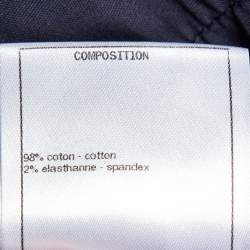 COMPOSITION
98% coton - cotton
2% elasthanne - spandex